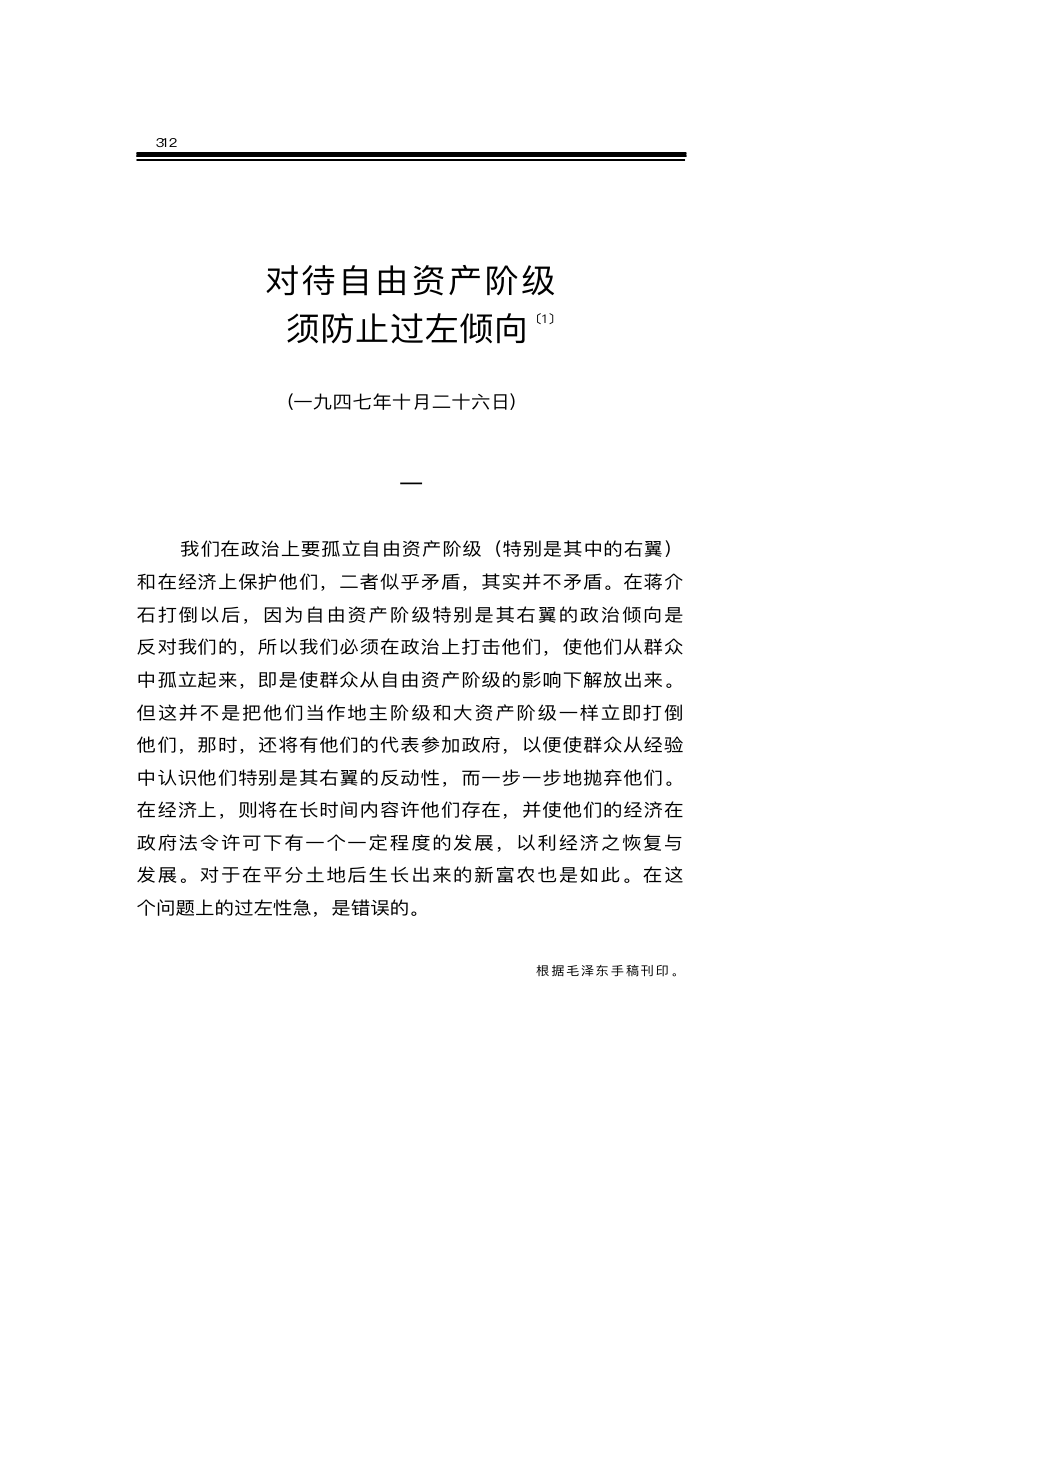 312
对待自由资产阶级
须防止过左倾向〔1〕
(一九四七年十月二十六日)
一
我们在政治上要孤立自由资产阶级（特别是其中的右翼）
和在经济上保护他们，二者似乎矛盾，其实并不矛盾。在蒋介
石打倒以后，因为自由资产阶级特别是其右翼的政治倾向是
反对我们的，所以我们必须在政治上打击他们，使他们从群众
中孤立起来，即是使群众从自由资产阶级的影响下解放出来。
但这并不是把他们当作地主阶级和大资产阶级一样立即打倒
他们，那时，还将有他们的代表参加政府，以便使群众从经验
中认识他们特别是其右翼的反动性，而一步一步地抛弃他们。
在经济上，则将在长时间内容许他们存在，并使他们的经济在
政府法令许可下有一个一定程度的发展，以利经济之恢复与
发展。对于在平分土地后生长出来的新富农也是如此。在这
个问题上的过左性急，是错误的。
根据毛泽东手稿刊印。